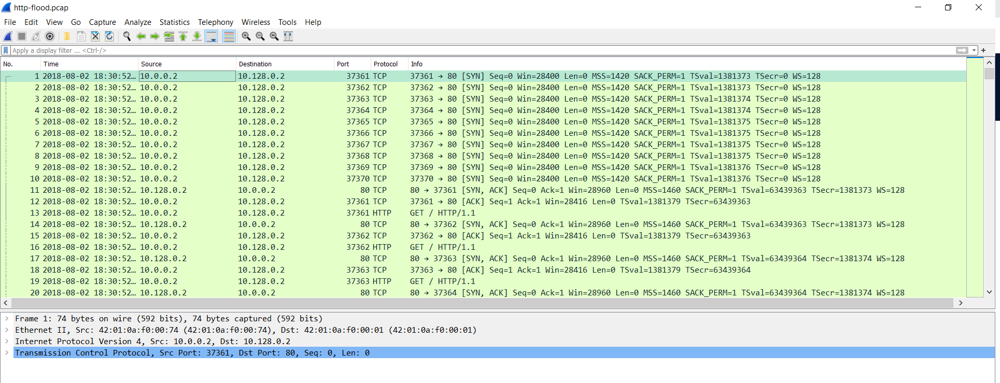 http-flood.pcap
File Edit View Go Capture Analyze Statistics Telephony Wireless Tools Help
Apply a display filter ... <Ctrl-/>
No. Time Source Destination Port Protocol Info
1 2018-08-02 18:30:52… 10.0.0.2 10.128.0.2 37361 TCP 37361 → 80 [SYN] Seq=0 Win=28400 Len=0 MSS=1420 SACK_PERM=1 TSval=1381373 TSecr=0 WS=128
2 2018-08-02 18:30:52… 10.0.0.2 10.128.0.2 37362 TCP 37362 → 80 [SYN] Seq=0 Win=28400 Len=0 MSS=1420 SACK_PERM=1 TSval=1381373 TSecr=0 WS=128
3 2018-08-02 18:30:52… 10.0.0.2 10.128.0.2 37363 TCP 37363 → 80 [SYN] Seq=0 Win=28400 Len=0 MSS=1420 SACK_PERM=1 TSval=1381374 TSecr=0 WS=128
4 2018-08-02 18:30:52… 10.0.0.2 10.128.0.2 37364 TCP 37364 → 80 [SYN] Seq=0 Win=28400 Len=0 MSS=1420 SACK_PERM=1 TSval=1381374 TSecr=0 WS=128
5 2018-08-02 18:30:52… 10.0.0.2 10.128.0.2 37365 TCP 37365 → 80 [SYN] Seq=0 Win=28400 Len=0 MSS=1420 SACK_PERM=1 TSval=1381375 TSecr=0 WS=128
6 2018-08-02 18:30:52… 10.0.0.2 10.128.0.2 37366 TCP 37366 → 80 [SYN] Seq=0 Win=28400 Len=0 MSS=1420 SACK_PERM=1 TSval=1381375 TSecr=0 WS=128
7 2018-08-02 18:30:52… 10.0.0.2 10.128.0.2 37367 TCP 37367 → 80 [SYN] Seq=0 Win=28400 Len=0 MSS=1420 SACK_PERM=1 TSval=1381375 TSecr=0 WS=128
8 2018-08-02 18:30:52… 10.0.0.2 10.128.0.2 37368 TCP 37368 → 80 [SYN] Seq=0 Win=28400 Len=0 MSS=1420 SACK_PERM=1 TSval=1381375 TSecr=0 WS=128
9 2018-08-02 18:30:52… 10.0.0.2 10.128.0.2 37369 TCP 37369 → 80 [SYN] Seq=0 Win=28400 Len=0 MSS=1420 SACK_PERM=1 TSval=1381376 TSecr=0 WS=128
10 2018-08-02 18:30:52… 10.0.0.2 10.128.0.2 37370 TCP 37370 → 80 [SYN] Seq=0 Win=28400 Len=0 MSS=1420 SACK_PERM=1 TSval=1381376 TSecr=0 WS=128
11 2018-08-02 18:30:52… 10.128.0.2 10.0.0.2 80 TCP 80 → 37361 [SYN, ACK] Seq=0 Ack=1 Win=28960 Len=0 MSS=1460 SACK_PERM=1 TSval=63439363 TSecr=1381373 WS=128
12 2018-08-02 18:30:52… 10.0.0.2 10.128.0.2 37361 TCP 37361 → 80 [ACK] Seq=1 Ack=1 Win=28416 Len=0 TSval=1381379 TSecr=63439363
13 2018-08-02 18:30:52… 10.0.0.2 10.128.0.2 37361 HTTP GET / HTTP/1.1
14 2018-08-02 18:30:52… 10.128.0.2 10.0.0.2 80 TCP 80 → 37362 [SYN, ACK] Seq=0 Ack=1 Win=28960 Len=0 MSS=1460 SACK_PERM=1 TSval=63439363 TSecr=1381373 WS=128
15 2018-08-02 18:30:52… 10.0.0.2 10.128.0.2 37362 TCP 37362 → 80 [ACK] Seq=1 Ack=1 Win=28416 Len=0 TSval=1381379 TSecr=63439363
16 2018-08-02 18:30:52… 10.0.0.2 10.128.0.2 37362 HTTP GET / HTTP/1.1
17 2018-08-02 18:30:52… 10.128.0.2 10.0.0.2 80 TCP 80 → 37363 [SYN, ACK] Seq=0 Ack=1 Win=28960 Len=0 MSS=1460 SACK_PERM=1 TSval=63439364 TSecr=1381374 WS=128
18 2018-08-02 18:30:52… 10.0.0.2 10.128.0.2 37363 TCP 37363 → 80 [ACK] Seq=1 Ack=1 Win=28416 Len=0 TSval=1381379 TSecr=63439364
19 2018-08-02 18:30:52… 10.0.0.2 10.128.0.2 37363 HTTP GET / HTTP/1.1
20 2018-08-02 18:30:52… 10.128.0.2 10.0.0.2 80 TCP 80 → 37364 [SYN, ACK] Seq=0 Ack=1 Win=28960 Len=0 MSS=1460 SACK_PERM=1 TSval=63439364 TSecr=1381374 WS=128
Frame 1: 74 bytes on wire (592 bits), 74 bytes captured (592 bits)
Ethernet II, Src: 42:01:0a:f0:00:74 (42:01:0a:f0:00:74), Dst: 42:01:0a:f0:00:01 (42:01:0a:f0:00:01)
Internet Protocol Version 4, Src: 10.0.0.2, Dst: 10.128.0.2
Transmission Control Protocol, Src Port: 37361, Dst Port: 80, Seq: 0, Len: 0